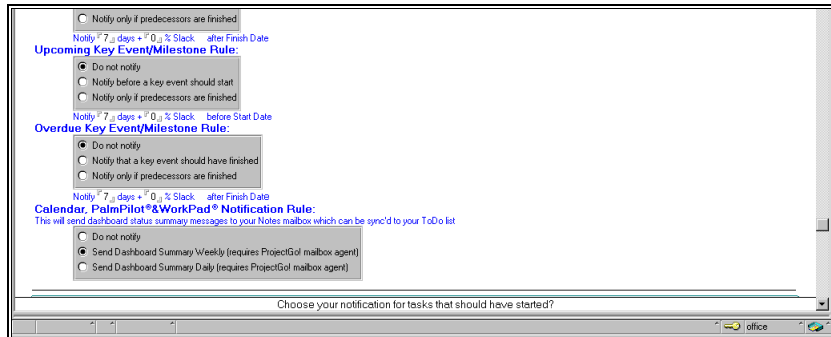 Notify only if predecessors are finished
Notify 7 days + 0 % Slack after Finish Date
Upcoming Key Event/Milestone Rule:
Do not notify
Notify before a key event should start
Notify only if predecessors are finished
Notify 7 days + 0 % Slack before Start Date
Overdue Key Event/Milestone Rule:
Do not notify
Notify that a key event should have finished
Notify only if predecessors are finished
Notify 7 days + 0 % Slack after Finish Date
Calendar, PalmPilot®&WorkPad® Notification Rule:
This will send dashboard status summary messages to your Notes mailbox which can be sync'd to your ToDo list
Do not notify
Send Dashboard Summary Weekly (requires ProjectGo! mailbox agent)
Send Dashboard Summary Daily (requires ProjectGo! mailbox agent)
Choose your notification for tasks that should have started?
office